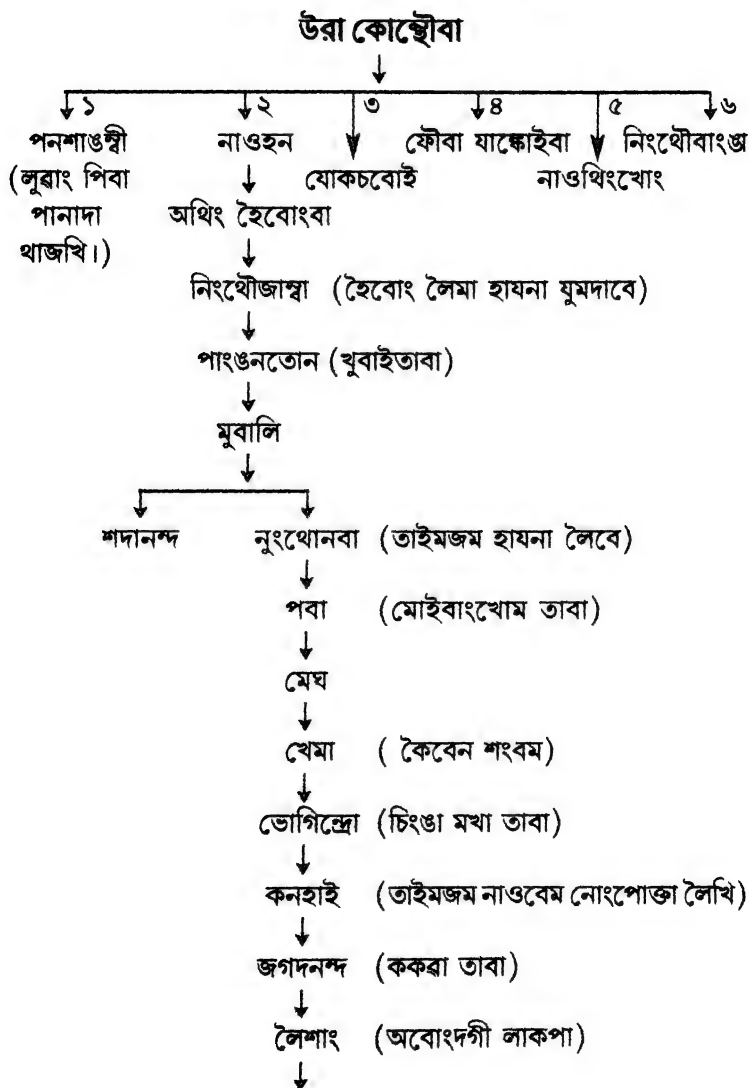 উরা কোন্থৌবা
১ ২ ৩ ৪ ৫ ৬
পনশাঙম্বী নাওহন ফৌবা যাঙ্কোইবা নিংথৌবাংঙ
(লুৱাং পিবা যোকচবোই নাওথিংখোং
পানাদা অথিং হৈবোংবা
থাজখি।)
নিংথৌজাম্বা (হৈবোং লৈমা হাযনা যুমদাবে)
পাংঙনতোন (খুবাইতাবা)
মুবালি
শদানন্দ নুংথোনবা (তাইমজম হাযনা লৈবে)
পবা (মোইবাংখোম তাবা)
মেঘ
খেমা ( কৈবেন শংবম)
ভোগিন্দ্রো (চিংঙা মখা তাবা)
কনহাই (তাইমজম নাওবেম নোংপোক্তা লৈখি)
জগদনন্দ (ককৱা তাবা)
লৈশাং (অবোংদগী লাকপা)